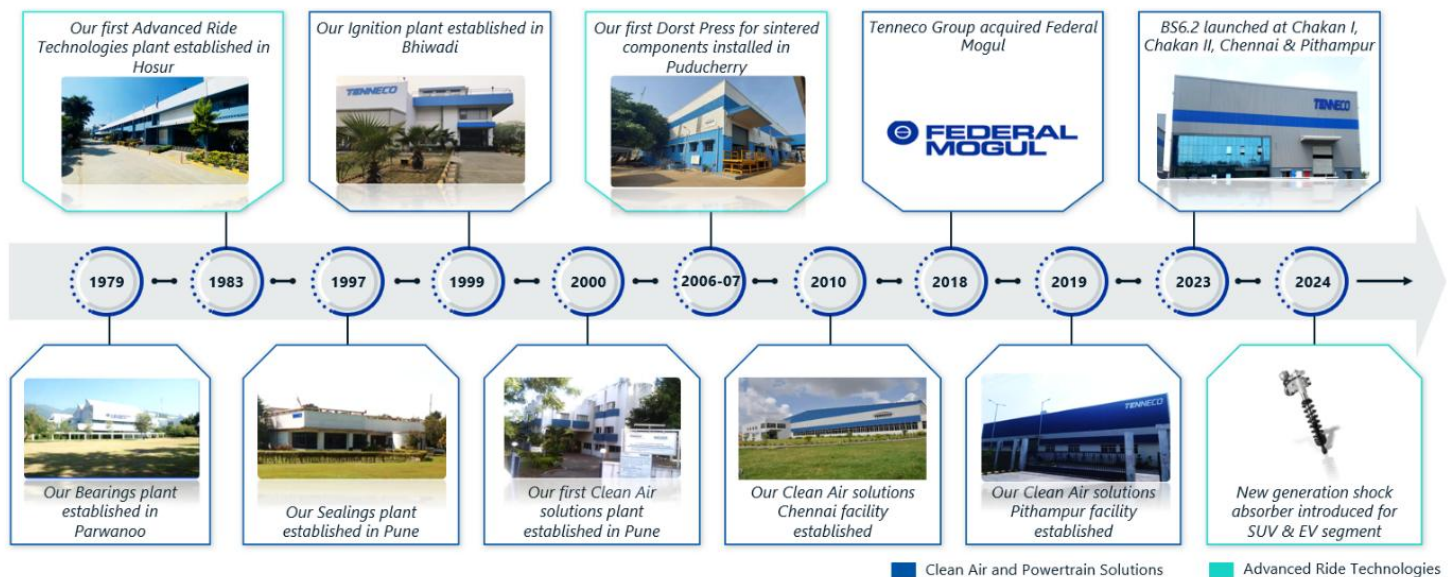 Our first Advanced Ride
Technologies plant established in
Hosur
Our Ignition plant established in
Bhiwadi
TENNECO
Our first Dorst Press for sintered
components installed in
Puducherry
Tenneco Group acquired Federal
Mogul
FEDERAL
MOGUL
BS6.2 launched at Chakan I,
Chakan II, Chennai & Pithampur
TENNECO
1979
1983
1997
1999
2000
2006-07
2010
2018
2019
2023
2024
Our Bearings plant
established in
Parwanoo
Our Sealings plant
established in Pune
Our first Clean Air
solutions plant
established in Pune
TENNECO
Our Clean Air solutions
Chennai facility
established
TENNECO
Our Clean Air solutions
Pithampur facility
established
New generation shock
absorber introduced for
SUV & EV segment
Clean Air and Powertrain Solutions
Advanced Ride Technologies